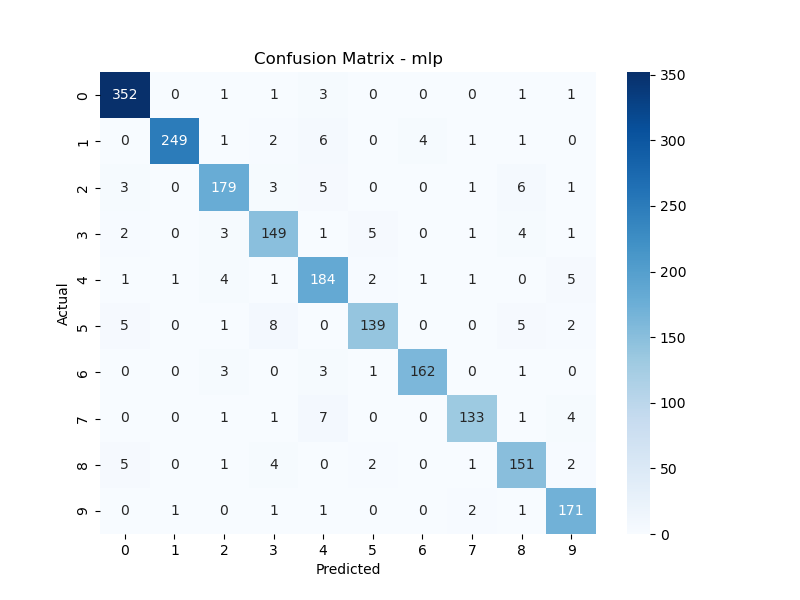 Confusion Matrix - mlp
0 352 0 1 1 3 0 0 0 1 1
1 0 249 1 2 6 0 4 1 1 0
2 3 0 179 3 5 0 0 1 6 1
3 2 0 3 149 1 5 0 1 4 1
4 1 1 4 1 184 2 1 1 0 5
5 5 0 1 8 0 139 0 0 5 2
6 0 0 3 0 3 1 162 0 1 0
7 0 0 1 1 7 0 0 133 1 4
8 5 0 1 4 0 2 0 1 151 2
9 0 1 0 1 1 0 0 2 1 171
0 1 2 3 4 5 6 7 8 9
Predicted
Actual
350
300
250
200
150
100
50
0